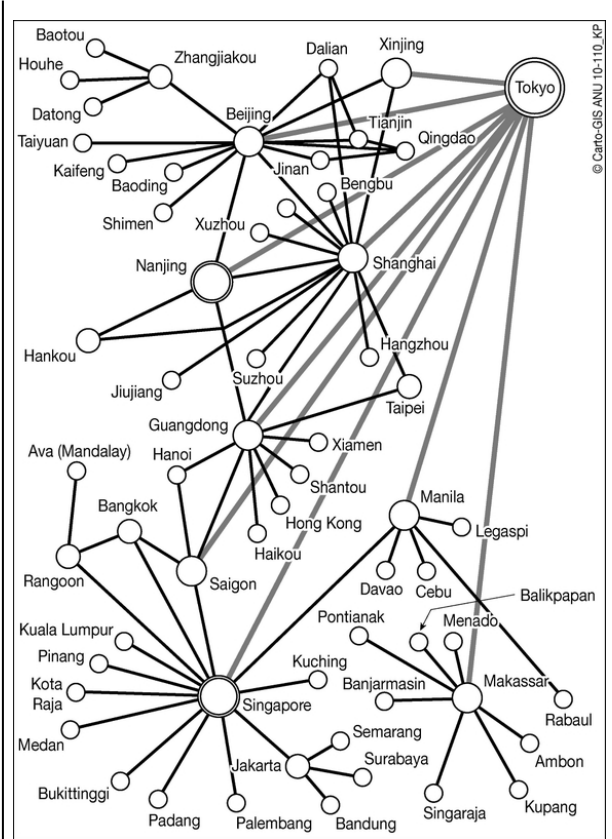 Baotou
Dalian
Xinjing
Zhangjiakou
Houhe
Tokyo
Datong
Beijing
Tianjin
Taiyuan
Qingdao
Kaifeng
Jinan
Baoding
Bengbu
Shimen
Xuzhou
Nanjing
Shanghai
Hankou
Hangzhou
Jiujiang
Suzhou
Taipei
Guangdong
Xiamen
Ava (Mandalay)
Hanoi
Shantou
Bangkok
Manila
Hong Kong
Legaspi
Haikou
Rangoon
Saigon
Davao
Cebu
Balikpapan
Pontianak
Menado
Kuala Lumpur
Pinang
Kuching
Kota
Raja
Banjarmasin
Makassar
Singapore
Rabaul
Medan
Semarang
Jakarta
Surabaya
Ambon
Bukittinggi
Padang
Palembang
Bandung
Singaraja
Kupang
© Carto-GIS ANU 10-110_KP